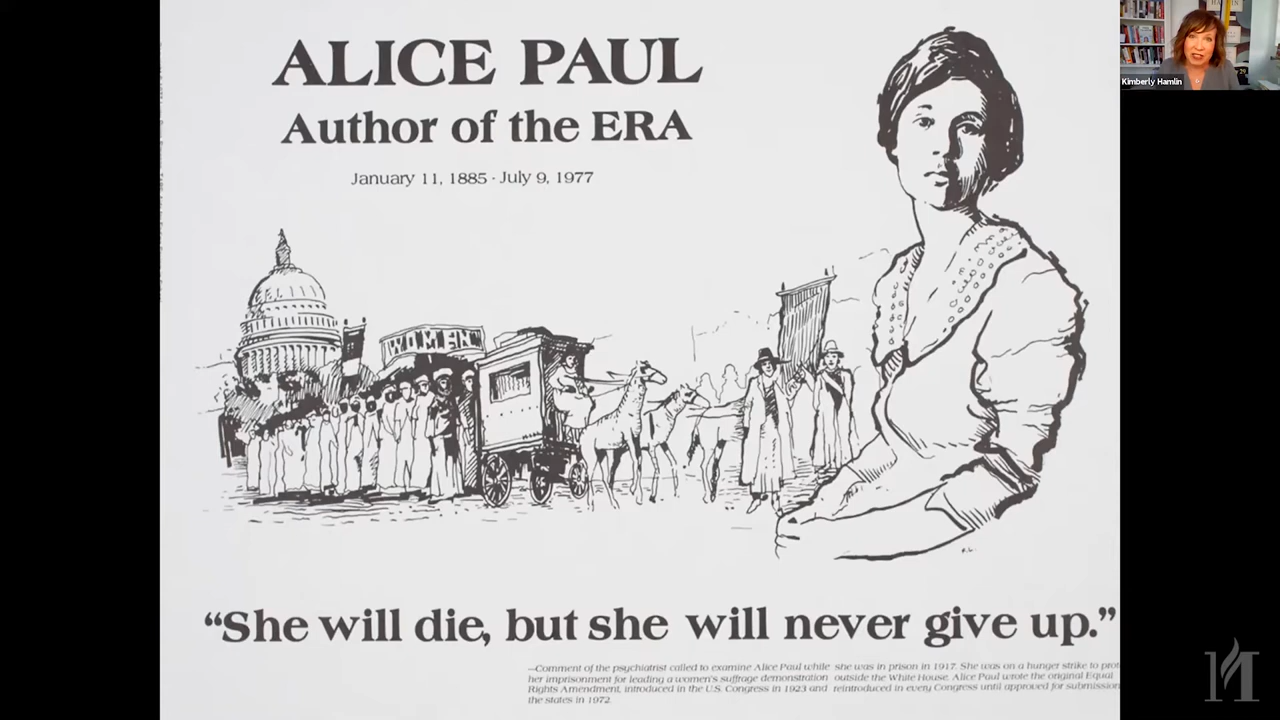 ALICE PAUL
Author of the ERA
January 11, 1885 - July 9, 1977
Kimberly Hamlin
WOMEN
“She will die, but she will never give up.”
—Comment of the psychiatrist called to examine Alice Paul while she was in prison in 1917. She was on a hunger strike to prot
her imprisonment for leading a women's suffrage demonstration outside the White House. Alice Paul wrote the original Equal
Rights Amendment, introduced in the U.S. Congress in 1923 and reintroduced in every Congress until approved for submission
the states in 1972.